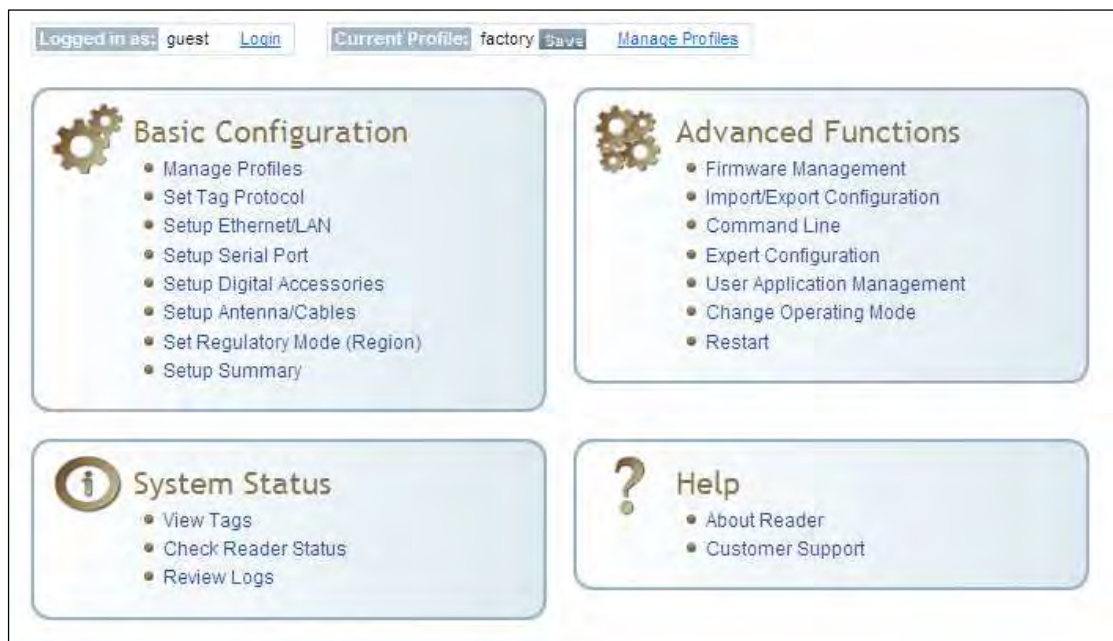 Logged in as: guest Login Current Profile: factory Save Manage Profiles
Basic Configuration
Manage Profiles
Set Tag Protocol
Setup Ethernet/LAN
Setup Serial Port
Setup Digital Accessories
Setup Antenna/Cables
Set Regulatory Mode (Region)
Setup Summary
Advanced Functions
Firmware Management
Import/Export Configuration
Command Line
Expert Configuration
User Application Management
Change Operating Mode
Restart
System Status
View Tags
Check Reader Status
Review Logs
Help
About Reader
Customer Support